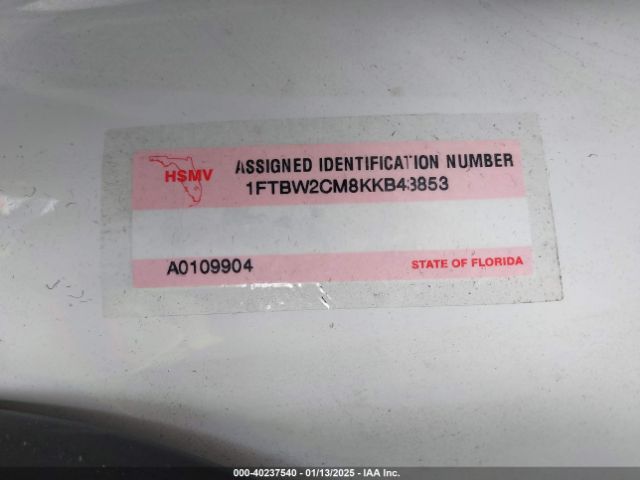 HSMV
ASSIGNED IDENTIFICATION NUMBER
1FTBW2CM8KKB43853
A0109904
STATE OF FLORIDA
000-40237540 - 01/13/2025 - IAA Inc.